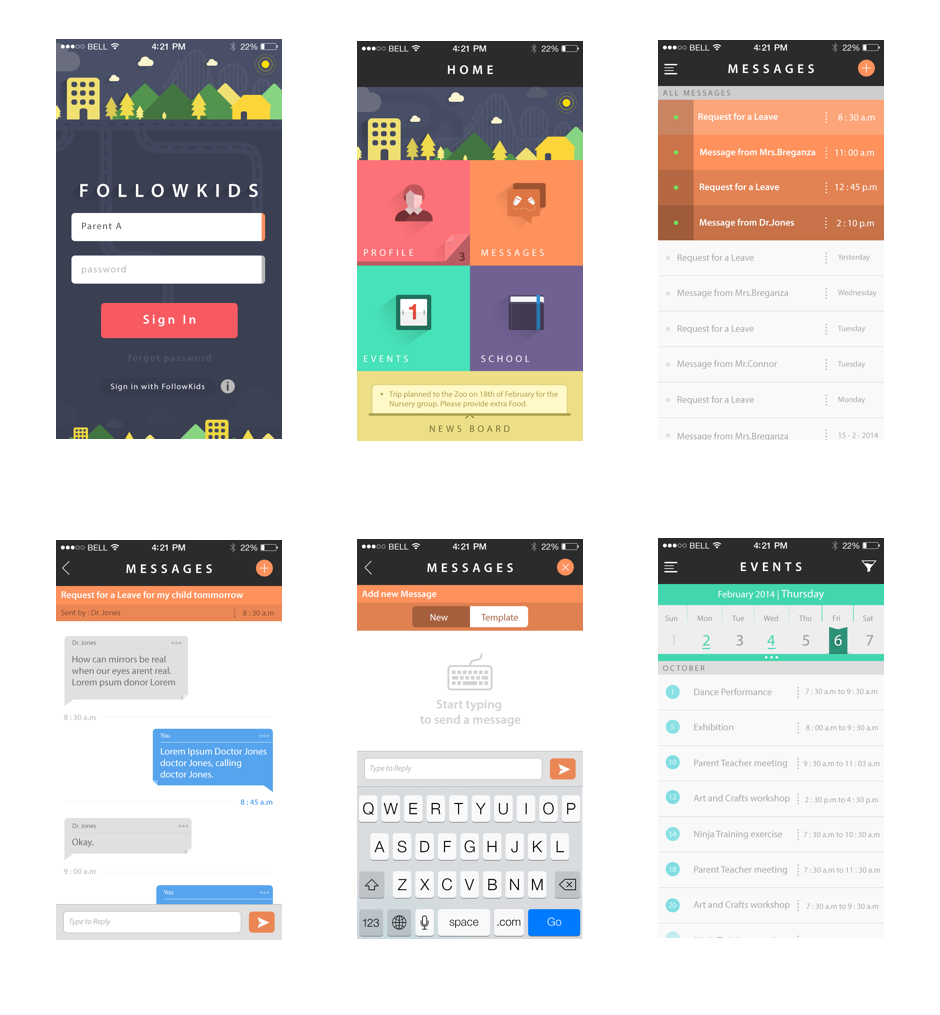 BELL 4:21 PM 22%
FOLLOWKIDS
Parent A
password
Sign In
forgot password
Sign in with FollowKids i
BELL 4:21 PM 22%
HOME
PROFILE 3 MESSAGES
1
EVENTS SCHOOL
• Trip planned to the Zoo on 18th of February for the
Nursery group. Please provide extra Food.
NEWS BOARD
BELL 4:21 PM 22%
MESSAGES
ALL MESSAGES
Request for a Leave 8 : 30 a.m
Message from Mrs.Breganza 11: 00 a.m
Request for a Leave 12 : 45 p.m
Message from Dr.Jones 2 : 10 p.m
Request for a Leave Yesterday
Message from Mrs.Breganza Wednesday
Request for a Leave Tuesday
Message from Mr.Connor Tuesday
Request for a Leave Monday
Message from Mrs.Breganza 15 - 2 - 2014
BELL 4:21 PM 22%
MESSAGES
Request for a Leave for my child tommorrow
Sent by : Dr. Jones 8 : 30 a.m
Dr. Jones
How can mirrors be real
when our eyes arent real.
Lorem psum donor Lorem
8 : 30 a.m
You
Lorem Ipsum Doctor Jones
doctor Jones, calling
doctor Jones.
8 : 45 a.m
Dr. Jones
Okay.
9 : 00 a.m
You
Type to Reply
BELL 4:21 PM 22%
MESSAGES
Add new Message
New Template
Start typing
to send a message
Type to Reply
Q W E R T Y U I O P
A S D F G H J K L
Z X C V B N M
123 space .com Go
BELL 4:21 PM 22%
EVENTS
February 2014 | Thursday
Sun Mon Tue Wed Thu Fri Sat
1 2 3 4 5 6 7
OCTOBER
1 Dance Performance 7 : 30 a.m to 9 : 30 a.m
5 Exhibition 8 : 00 a.m to 9 : 30 a.m
10 Parent Teacher meeting 9 : 30 a.m to 11 : 03 a.m
12 Art and Crafts workshop 2 : 30 p.m to 4 : 30 p.m
14 Ninja Training exercise 7 : 30 a.m to 10 : 30 a.m
18 Parent Teacher meeting 7 : 30 a.m to 11 : 30 a.m
20 Art and Crafts workshop 7 : 30 a.m to 9 : 30 a.m